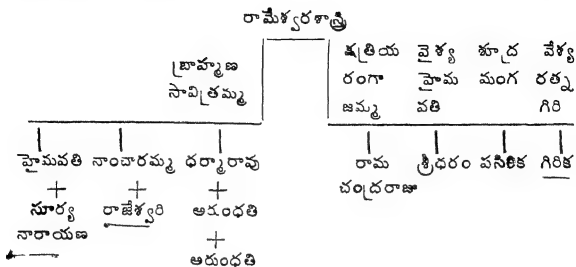 రామేశ్వరశాస్త్రి
బ్రాహ్మణ
సావిత్రమ్మ
క్షత్రియ వైశ్య శూద్ర వేశ్య
రంగా హైమ మంగ రత్న
జమ్మ వతి గిరి
హైమవతి నాంచారమ్మ ధర్మారావు
రామ శ్రీధరం పసిరిక గిరిక
చంద్రరాజు
+ + +
సూర్య రాజేశ్వరి అరుంధతి
నారాయణ +
అరుంధతి